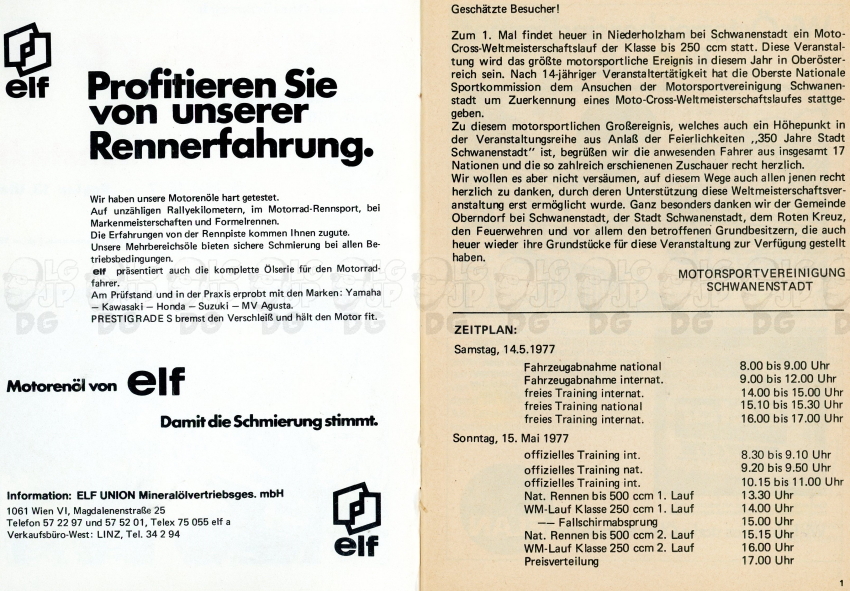 elf
Profitieren Sie
von unserer
Rennerfahrung.
Wir haben unsere Motorenöle hart getestet.
Auf unzähligen Rallyekilometern, im Motorrad-Rennsport, bei
Markenmeisterschaften und Formelrennen.
Die Erfahrungen von der Rennpiste kommen Ihnen zugute.
Unsere Mehrbereichsöle bieten sichere Schmierung bei allen Be-
triebsbedingungen.
elf präsentiert auch die komplette Ölserie für den Motorrad-
fahrer.
Am Prüfstand und in der Praxis erprobt mit den Marken: Yamaha
— Kawasaki — Honda — Suzuki — MV Agusta.
PRESTIGRADE S bremst den Verschleiß und hält den Motor fit.
Motorenöl von elf
Damit die Schmierung stimmt.
Information: ELF UNION Mineralölvertriebsges. mbH
1061 Wien VI, Magdalenenstraße 25
Telefon 57 22 97 und 57 52 01, Telex 75 055 elf a
Verkaufsbüro-West: LINZ, Tel. 34 2 94
elf
Geschätzte Besucher!
Zum 1. Mal findet heuer in Niederholzham bei Schwanenstadt ein Moto-
Cross-Weltmeisterschaftslauf der Klasse bis 250 ccm statt. Diese Veranstal-
tung wird das größte motorsportliche Ereignis in diesem Jahr in Oberöster-
reich sein. Nach 14-jähriger Veranstaltertätigkeit hat die Oberste Nationale
Sportkommission dem Ansuchen der Motorsportvereinigung Schwanen-
stadt um Zuerkennung eines Moto-Cross-Weltmeisterschaftslaufes stattge-
geben.
Zu diesem motorsportlichen Großereignis, welches auch ein Höhepunkt in
der Veranstaltungsreihe aus Anlaß der Feierlichkeiten ,,350 Jahre Stadt
Schwanenstadt" ist, begrüßen wir die anwesenden Fahrer aus insgesamt 17
Nationen und die so zahlreich erschienenen Zuschauer recht herzlich.
Wir wollen es aber nicht versäumen, auf diesem Wege auch allen jenen recht
herzlich zu danken, durch deren Unterstützung diese Weltmeisterschaftsver-
anstaltung erst ermöglicht wurde. Ganz besonders danken wir der Gemeinde
Oberndorf bei Schwanenstadt, der Stadt Schwanenstadt, dem Roten Kreuz,
den Feuerwehren und vor allem den betroffenen Grundbesitzern, die auch
heuer wieder ihre Grundstücke für diese Veranstaltung zur Verfügung gestellt
haben.
MOTORSPORTVEREINIGUNG
SCHWANENSTADT
ZEITPLAN:
Samstag, 14.5.1977
Fahrzeugabnahme national 8.00 bis 9.00 Uhr
Fahrzeugabnahme internat. 9.00 bis 12.00 Uhr
freies Training internat. 14.00 bis 15.00 Uhr
freies Training national 15.10 bis 15.30 Uhr
freies Training internat. 16.00 bis 17.00 Uhr
Sonntag, 15. Mai 1977
offizielles Training int. 8.30 bis 9.10 Uhr
offizielles Training nat. 9.20 bis 9.50 Uhr
offizielles Training int. 10.15 bis 11.00 Uhr
Nat. Rennen bis 500 ccm 1. Lauf 13.30 Uhr
WM-Lauf Klasse 250 ccm 1. Lauf 14.00 Uhr
—— Fallschirmabsprung 15.00 Uhr
Nat. Rennen bis 500 ccm 2. Lauf 15.15 Uhr
WM-Lauf Klasse 250 ccm 2. Lauf 16.00 Uhr
Preisverteilung 17.00 Uhr
1